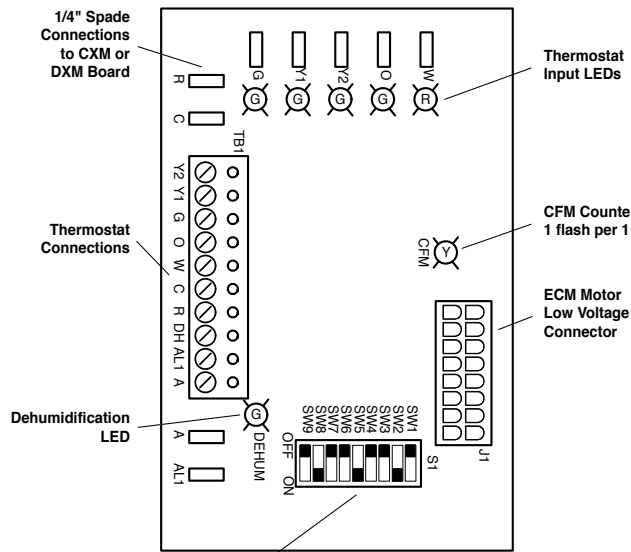 1/4" Spade
Connections
to CXM or
DXM Board
Thermostat
Input LEDs
G
Y1
Y2
O
W
G
G
G
G
R
R
C
TB1
Thermostat
Connections
Y2
Y1
G
O
W
C
R
DH
AL1
A
CFM
Y
CFM Counte
1 flash per 1
ECM Motor
Low Voltage
Connector
J1
Dehumidification
LED
G
DEHUM
A
AL1
OFF
ON
SW9
SW8
SW7
SW6
SW5
SW4
SW3
SW2
SW1
S1